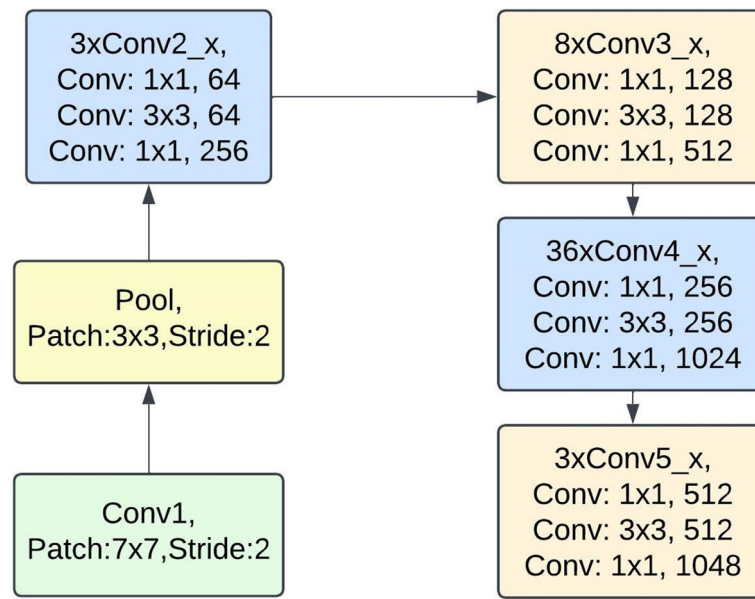 3xConv2_x,
Conv: 1x1, 64
Conv: 3x3, 64
Conv: 1x1, 256
8xConv3_x,
Conv: 1x1, 128
Conv: 3x3, 128
Conv: 1x1, 512
Pool,
Patch:3x3,Stride:2
36xConv4_x,
Conv: 1x1, 256
Conv: 3x3, 256
Conv: 1x1, 1024
Conv1,
Patch:7x7,Stride:2
3xConv5_x,
Conv: 1x1, 512
Conv: 3x3, 512
Conv: 1x1, 1048